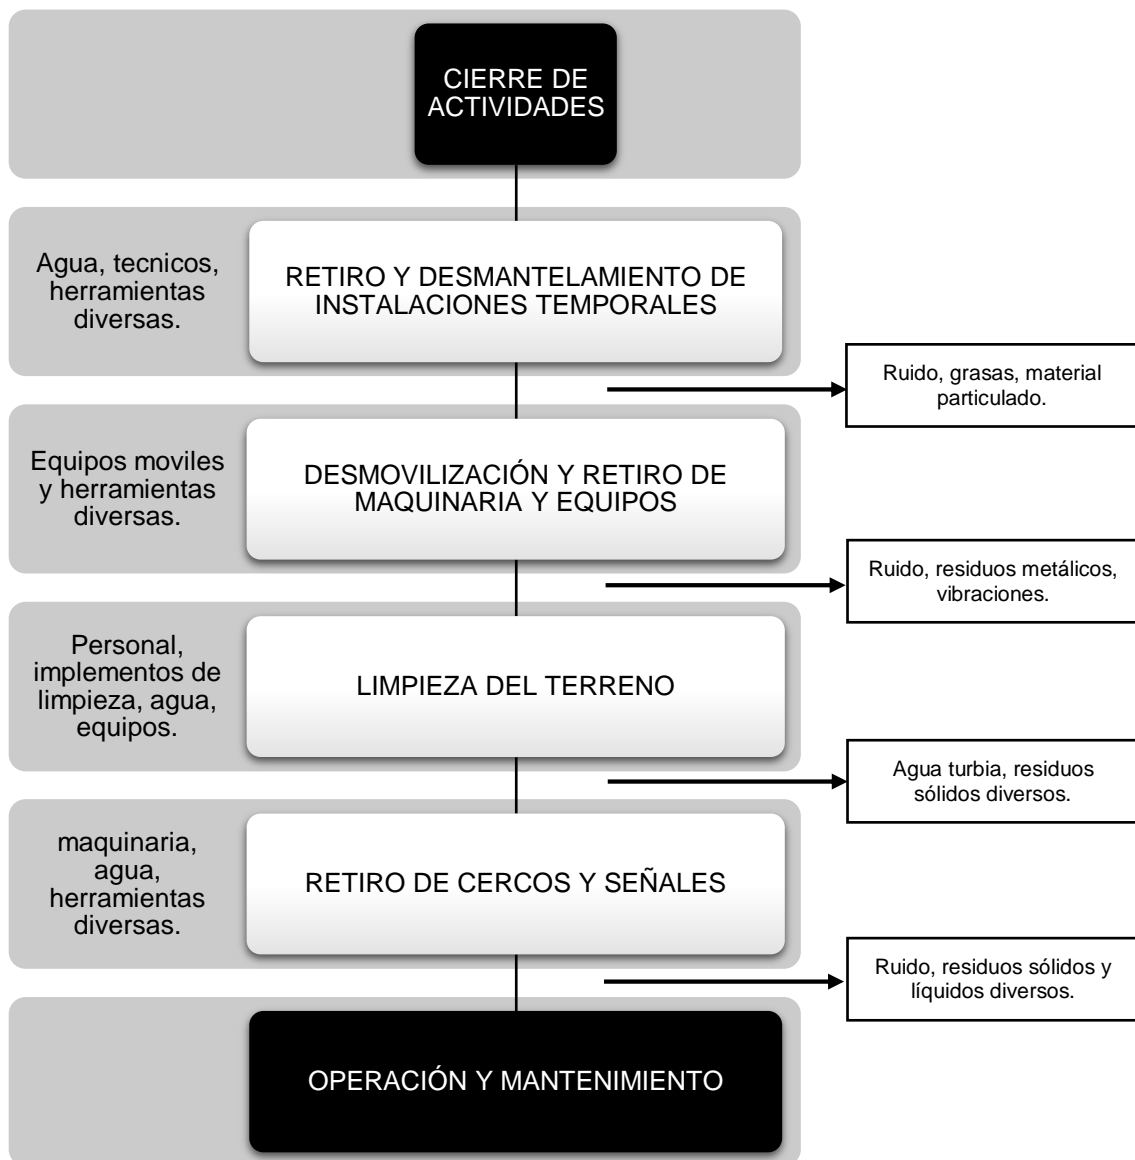 CIERRE DE
ACTIVIDADES
Agua, tecnicos,
herramientas
diversas.
RETIRO Y DESMANTELAMIENTO DE
INSTALACIONES TEMPORALES
Ruido, grasas, material
particulado.
Equipos moviles
y herramientas
diversas.
DESMOVILIZACIÓN Y RETIRO DE
MAQUINARIA Y EQUIPOS
Ruido, residuos metálicos,
vibraciones.
Personal,
implementos de
limpieza, agua,
equipos.
LIMPIEZA DEL TERRENO
Agua turbia, residuos
sólidos diversos.
maquinaria,
agua,
herramientas
diversas.
RETIRO DE CERCOS Y SEÑALES
Ruido, residuos sólidos y
líquidos diversos.
OPERACIÓN Y MANTENIMIENTO